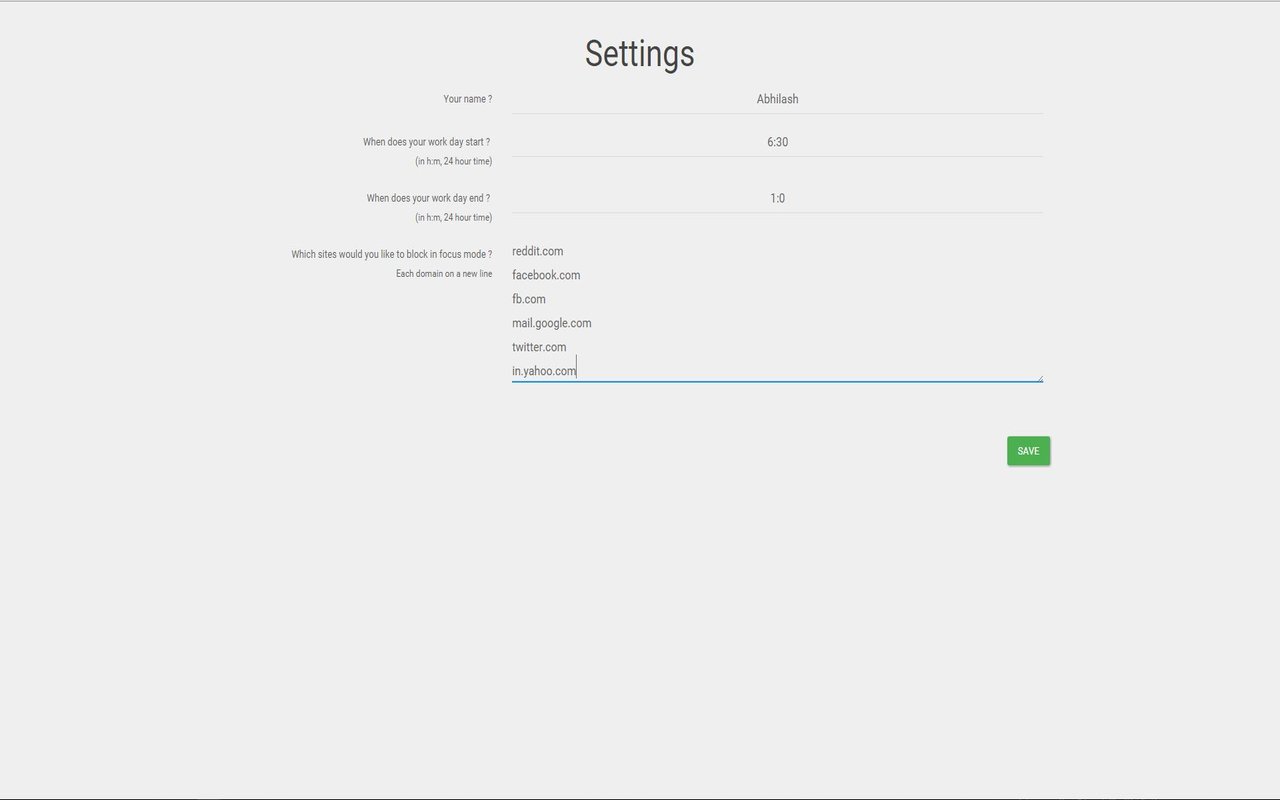 Settings
Your name ?
Abhilash
When does your work day start ?
(in h:m, 24 hour time)
6:30
When does your work day end ?
(in h:m, 24 hour time)
1:0
Which sites would you like to block in focus mode ?
Each domain on a new line
reddit.com
facebook.com
fb.com
mail.google.com
twitter.com
in.yahoo.com
SAVE